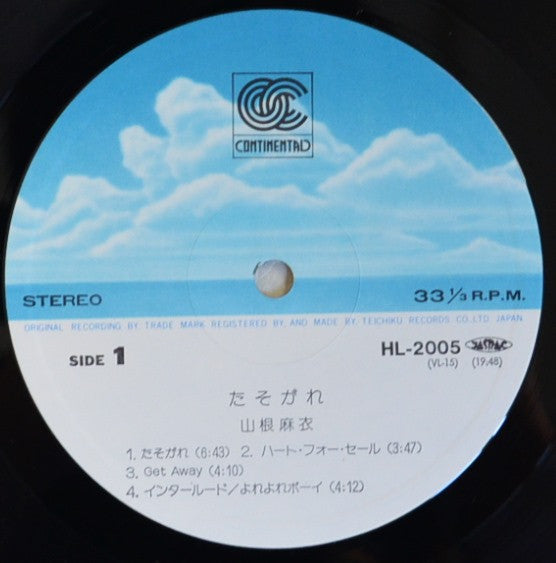 CONTINENTAL
STEREO
33 1/3 R.P.M.
ORIGINAL RECORDING BY TRADE MARK REGISTERED BY AND MADE BY TEICHIKU RECORDS CO. LTD. JAPAN
SIDE 1
HL-2005 JASRAC
(VL-15) (19:48)
たそがれ
山根麻衣
1. たそがれ (6:43) 2. ハート・フォー・セール (3:47)
3. Get Away (4:10)
4. インタールード/よれよれボーイ (4:12)